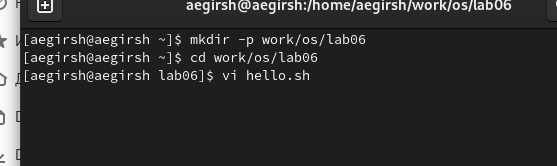 aegirsh@aegirsh:/home/aegirsh/work/os/lab06
[aegirsh@aegirsh ~]$ mkdir -p work/os/lab06
[aegirsh@aegirsh ~]$ cd work/os/lab06
[aegirsh@aegirsh lab06]$ vi hello.sh